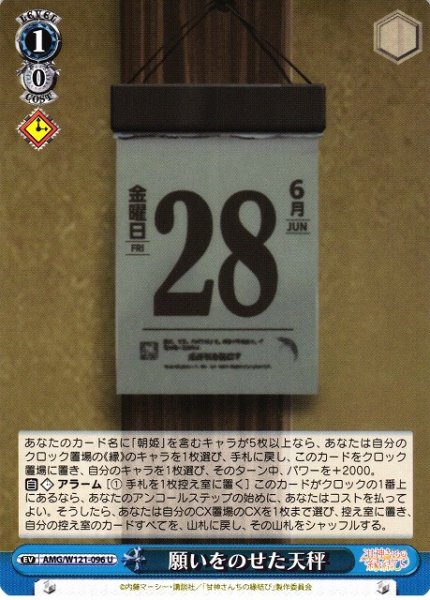 LEVEL
1
0
COST
6月
JUN
金曜日
FRI
28
あなたのカード名に「朝姫」を含むキャラが5枚以上なら、あなたは自分の
クロック置場の《縁》のキャラを1枚選び、手札に戻し、このカードをクロック
置場に置き、自分のキャラを1枚選び、そのターン中、パワーを+2000。
アラーム [① 手札を1枚控え室に置く] このカードがクロックの1番上
にあるなら、あなたのアンコールステップの始めに、あなたはコストを払ってよ
い。そうしたら、あなたは自分のCX置場のCXを1枚まで選び、控え室に置き、
自分の控え室のカードすべてを、山札に戻し、その山札をシャッフルする。
EV AMG/W121-096 U 願いをのせた天秤 甘神さんちの縁結び
©内藤マーシー・講談社／「甘神さんちの縁結び」製作委員会